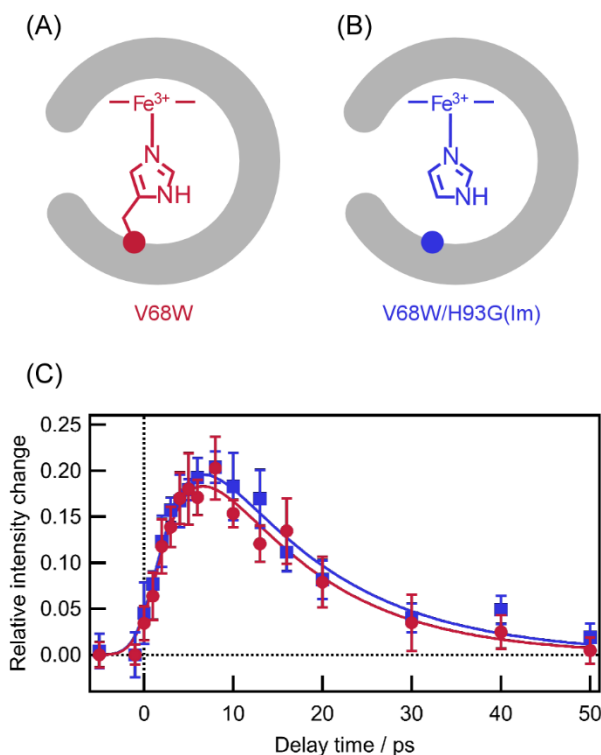 (A)
(B)
Fe3+
Fe3+
N
N
NH
NH
V68W
V68W/H93G(Im)
(C)
0.25
0.20
0.15
0.10
0.05
0.00
Relative intensity change
0
10
20
30
40
50
Delay time / ps